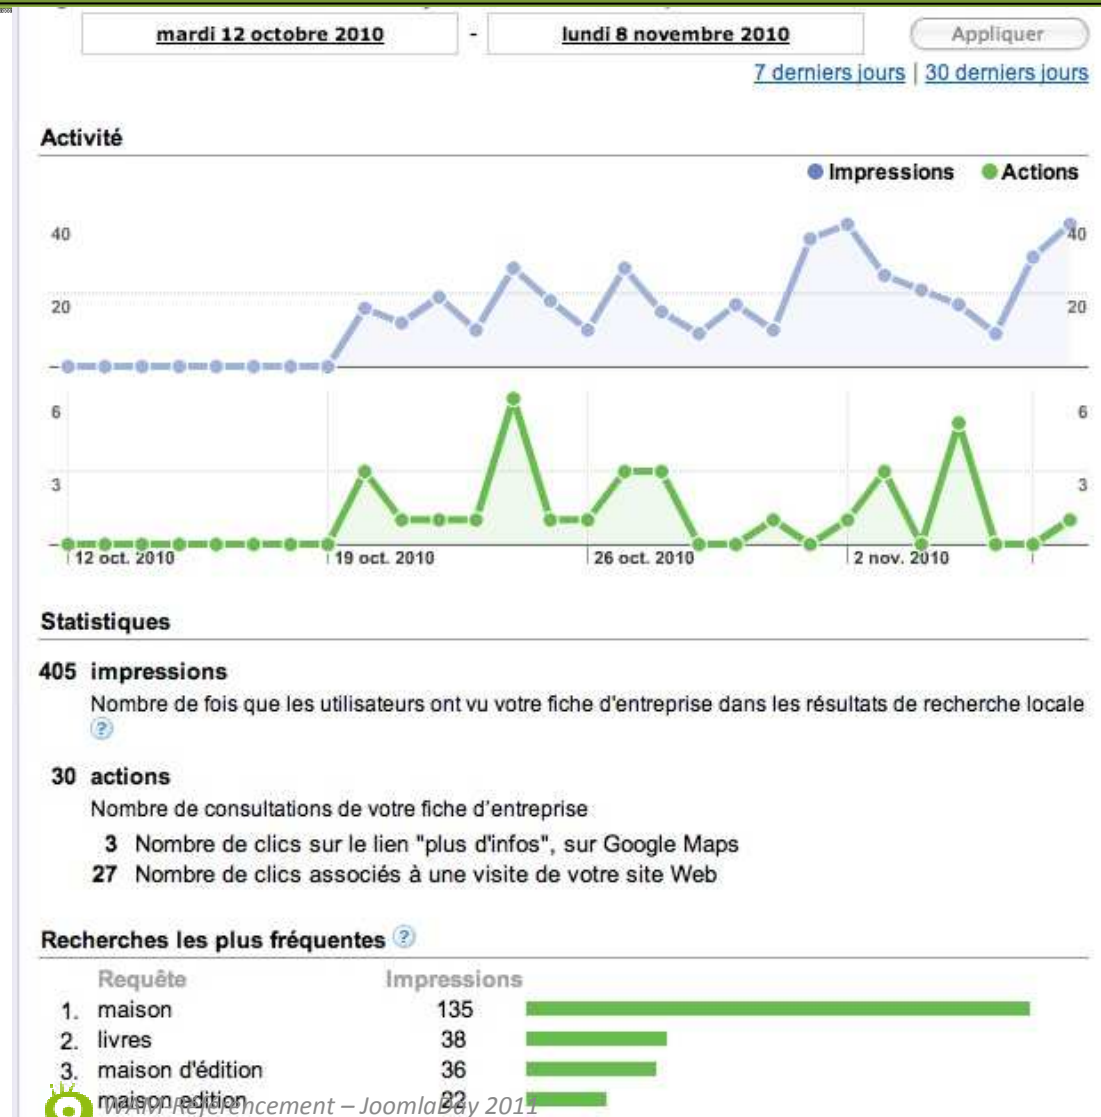 mardi 12 octobre 2010 - lundi 8 novembre 2010 Appliquer
7 derniers jours | 30 derniers jours
Activité
Impressions Actions
40 40
20 20
6 6
3 3
12 oct. 2010 19 oct. 2010 26 oct. 2010 2 nov. 2010
Statistiques
405 impressions
Nombre de fois que les utilisateurs ont vu votre fiche d'entreprise dans les résultats de recherche locale
?
30 actions
Nombre de consultations de votre fiche d'entreprise
3 Nombre de clics sur le lien "plus d'infos", sur Google Maps
27 Nombre de clics associés à une visite de votre site Web
Recherches les plus fréquentes ?
Requête Impressions
1. maison 135
2. livres 38
3. maison d'édition 36
maison edition 22
WAM-Référencement – JoomlaDay 2011